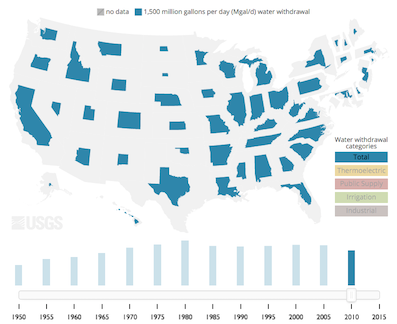 no data 1,500 million gallons per day (Mgal/d) water withdrawal
Water withdrawal
categories
Total
Thermoelectric
Public Supply
Irrigation
Industrial
USGS
1950 1955 1960 1965 1970 1975 1980 1985 1990 1995 2000 2005 2010 2015